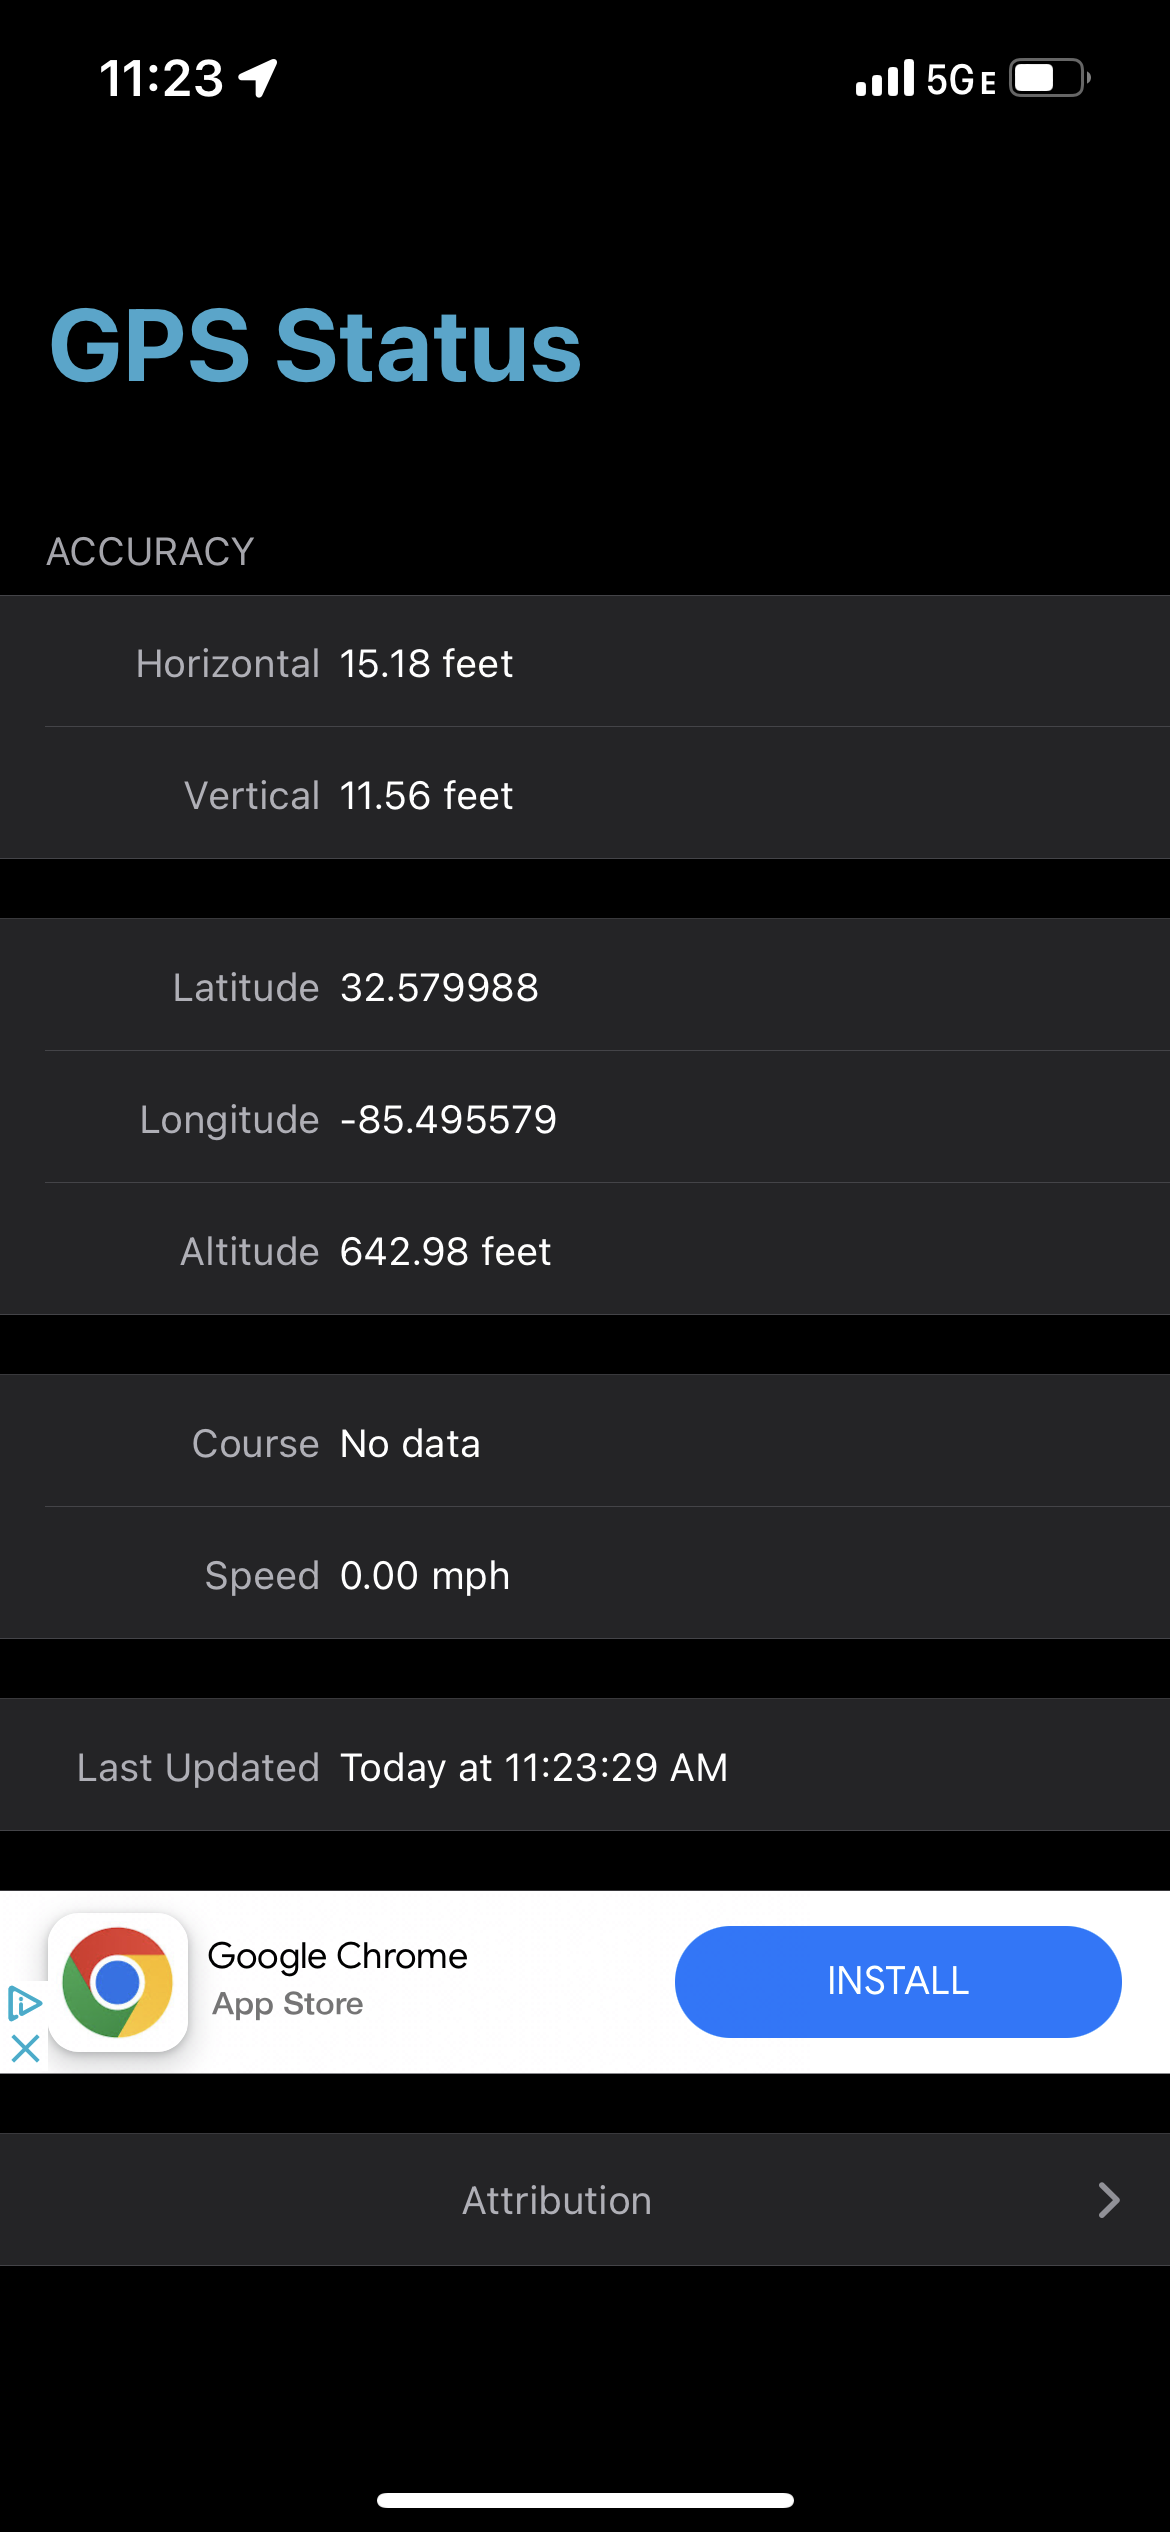 11:23 5G E
GPS Status
ACCURACY
Horizontal 15.18 feet
Vertical 11.56 feet
Latitude 32.579988
Longitude -85.495579
Altitude 642.98 feet
Course No data
Speed 0.00 mph
Last Updated Today at 11:23:29 AM
Google Chrome
App Store
INSTALL
Attribution